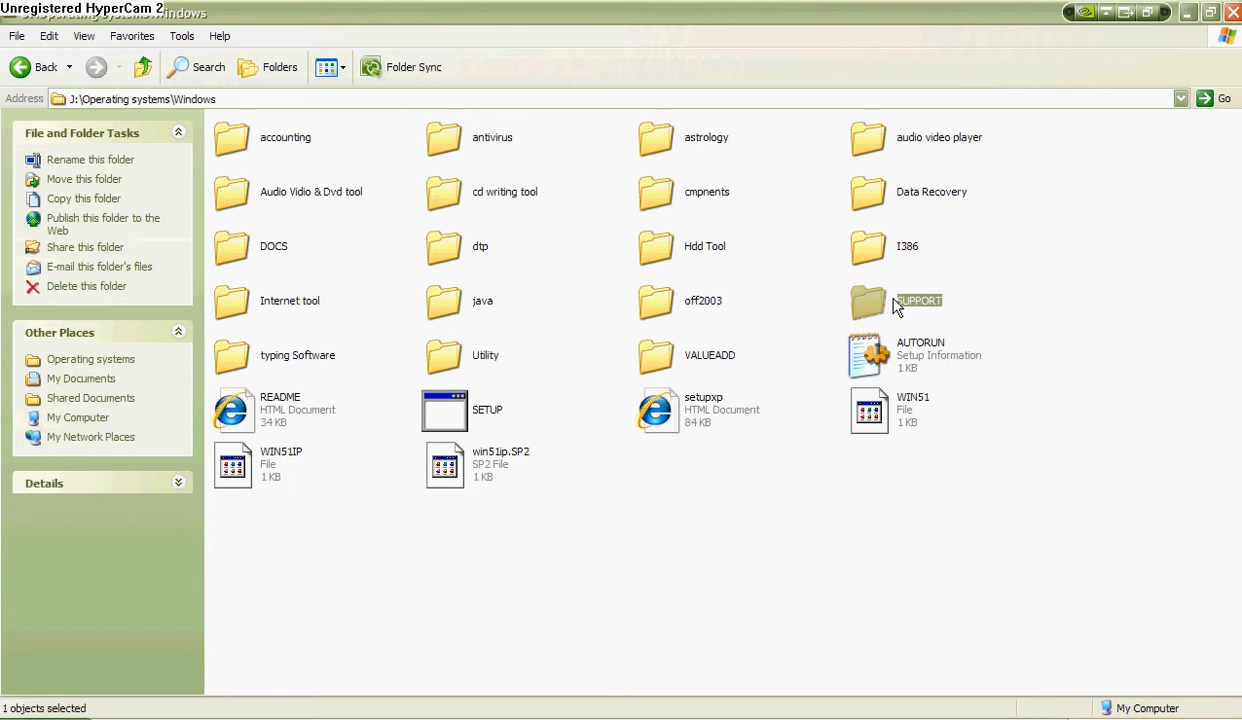 Unregistered HyperCam 2
File Edit View Favorites Tools Help
Back Search Folders Folder Sync
Address J:\Operating systems\Windows Go
File and Folder Tasks
Rename this folder
Move this folder
Copy this folder
Publish this folder to the
Web
Share this folder
E-mail this folder's files
Delete this folder
Other Places
Operating systems
My Documents
Shared Documents
My Computer
My Network Places
Details
accounting antivirus astrology audio video player
Audio Vidio & Dvd tool cd writing tool cmpnents Data Recovery
DOCS dtp Hdd Tool I386
Internet tool java off2003 SUPPORT
typing Software Utility VALUEADD AUTORUN
Setup Information
1 KB
README
HTML Document
34 KB
SETUP
setupxp
HTML Document
84 KB
WIN51
File
1 KB
WIN51IP
File
1 KB
win51ip.SP2
SP2 File
1 KB
1 objects selected My Computer